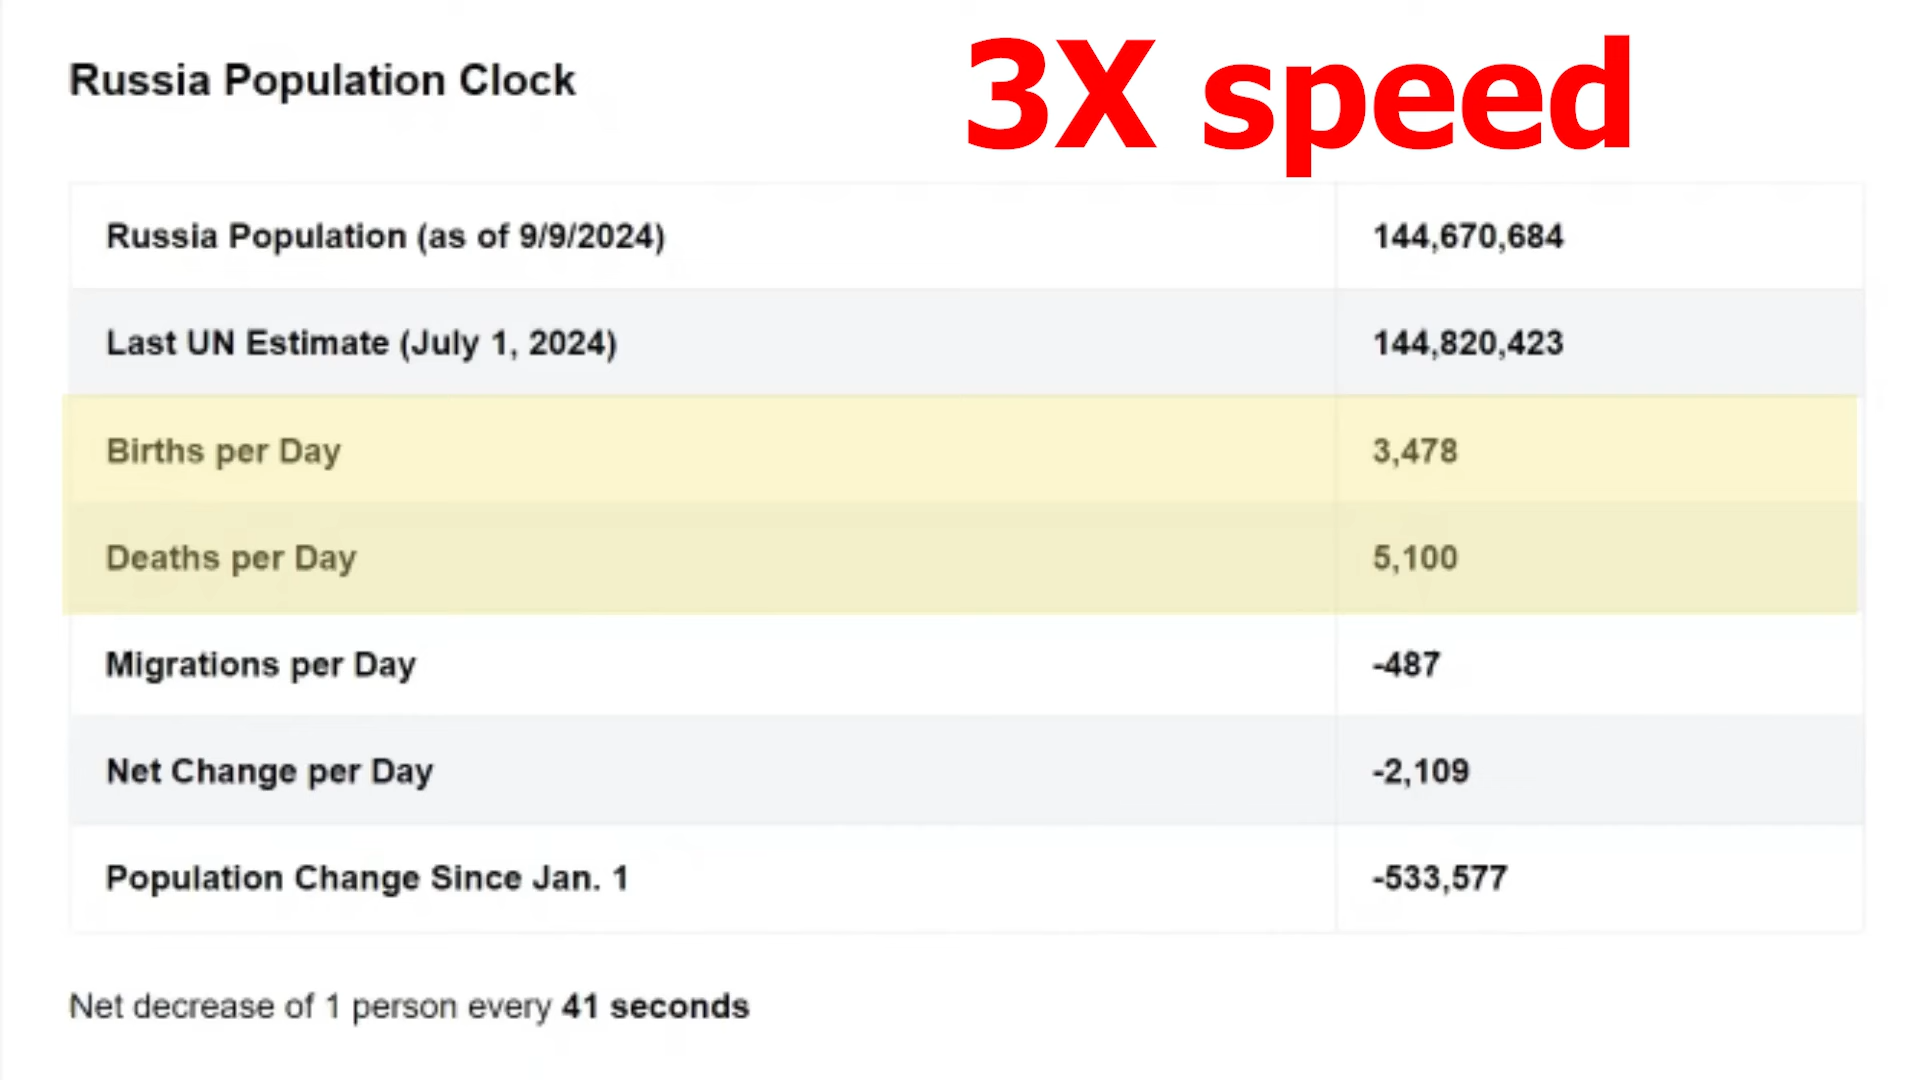 Russia Population Clock
3X speed
Russia Population (as of 9/9/2024) 144,670,684
Last UN Estimate (July 1, 2024) 144,820,423
Births per Day 3,478
Deaths per Day 5,100
Migrations per Day -487
Net Change per Day -2,109
Population Change Since Jan. 1 -533,577
Net decrease of 1 person every 41 seconds